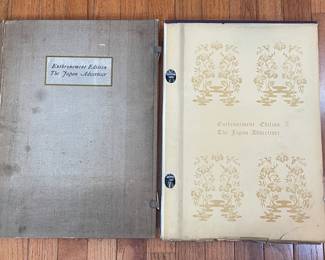 Enthronement Edition
The Japan Advertiser
Enthronement Edition
The Japan Advertiser